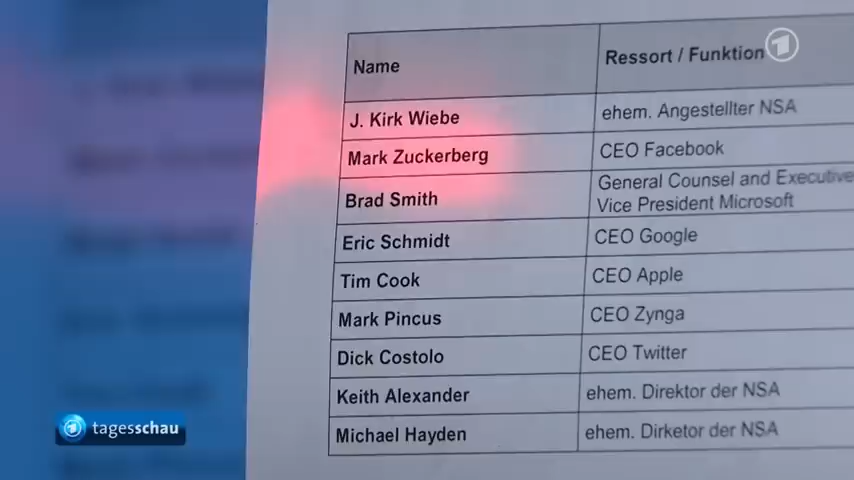 1
Name Ressort / Funktion
J. Kirk Wiebe ehem. Angestellter NSA
Mark Zuckerberg CEO Facebook
Brad Smith General Counsel and Executive
Vice President Microsoft
Eric Schmidt CEO Google
Tim Cook CEO Apple
Mark Pincus CEO Zynga
Dick Costolo CEO Twitter
Keith Alexander ehem. Direktor der NSA
Michael Hayden ehem. Dirketor der NSA
1 tagesschau